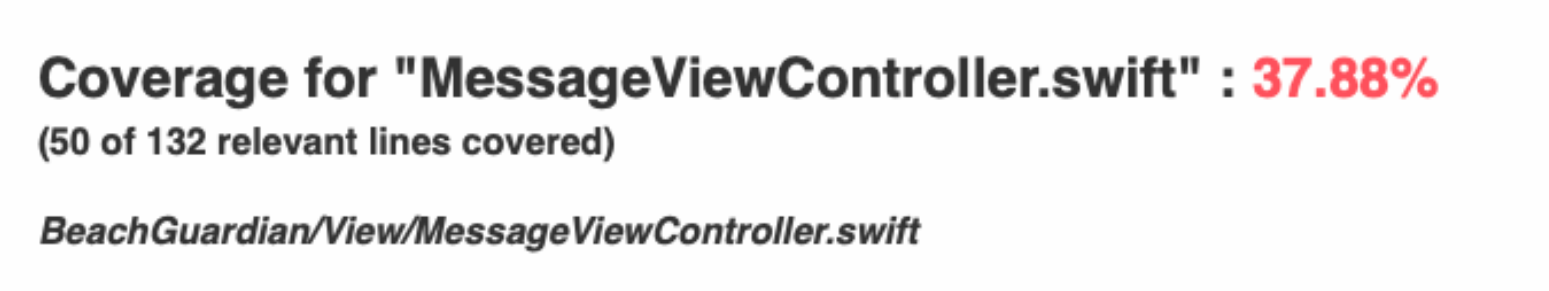 Coverage for "MessageViewController.swift" : 37.88%
(50 of 132 relevant lines covered)
BeachGuardian/View/MessageViewController.swift